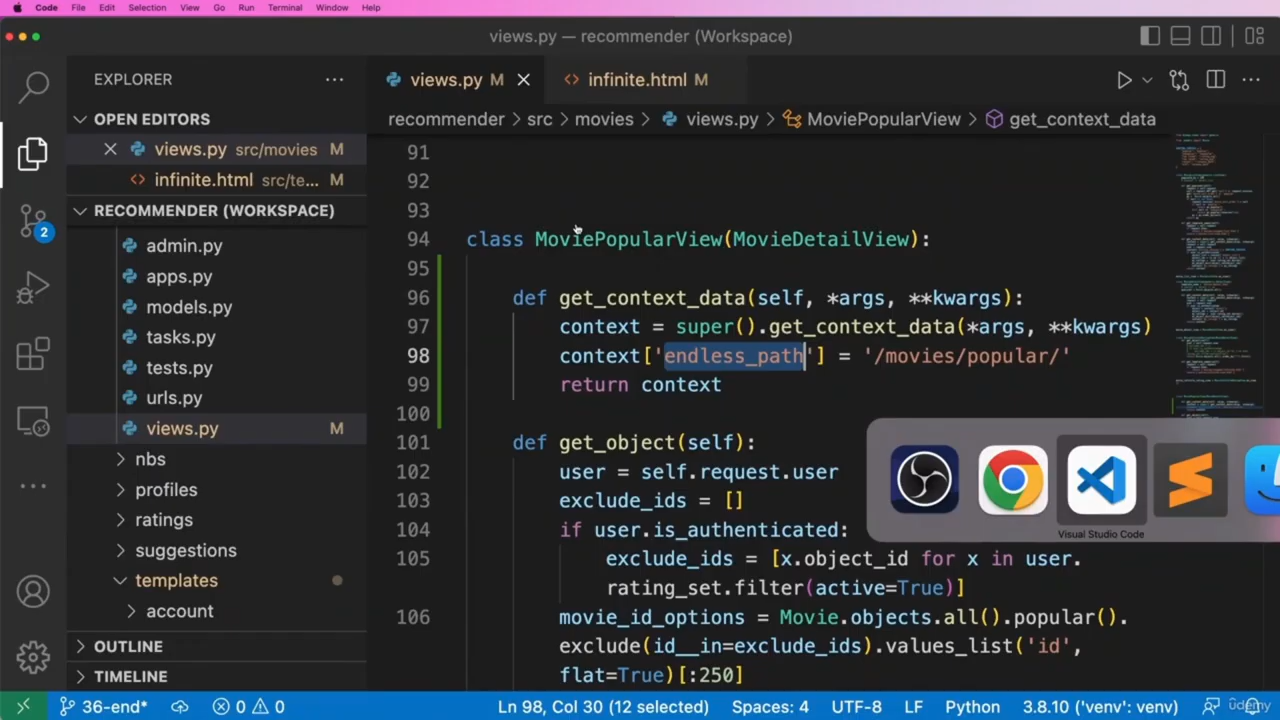 Code File Edit Selection View Go Run Terminal Window Help
views.py — recommender (Workspace)
EXPLORER
views.py M
infinite.html M
recommender > src > movies > views.py > MoviePopularView > get_context_data
OPEN EDITORS
views.py src/movies M
infinite.html src/te... M
RECOMMENDER (WORKSPACE)
admin.py
apps.py
models.py
tasks.py
tests.py
urls.py
views.py M
nbs
profiles
ratings
suggestions
templates
account
OUTLINE
TIMELINE
2
91
92
93
94 class MoviePopularView(MovieDetailView):
95
96 def get_context_data(self, *args, **kwargs):
97 context = super().get_context_data(*args, **kwargs)
98 context['endless_path'] = '/movies/popular/'
99 return context
100
101 def get_object(self):
102 user = self.request.user
103 exclude_ids = []
104 if user.is_authenticated:
105 exclude_ids = [x.object_id for x in user.
rating_set.filter(active=True)]
106 movie_id_options = Movie.objects.all().popular().
exclude(id__in=exclude_ids).values_list('id',
flat=True)[:250]
Visual Studio Code
36-end* 0 0 Ln 98, Col 30 (12 selected) Spaces: 4 UTF-8 LF Python 3.8.10 ('venv': venv)
udemy